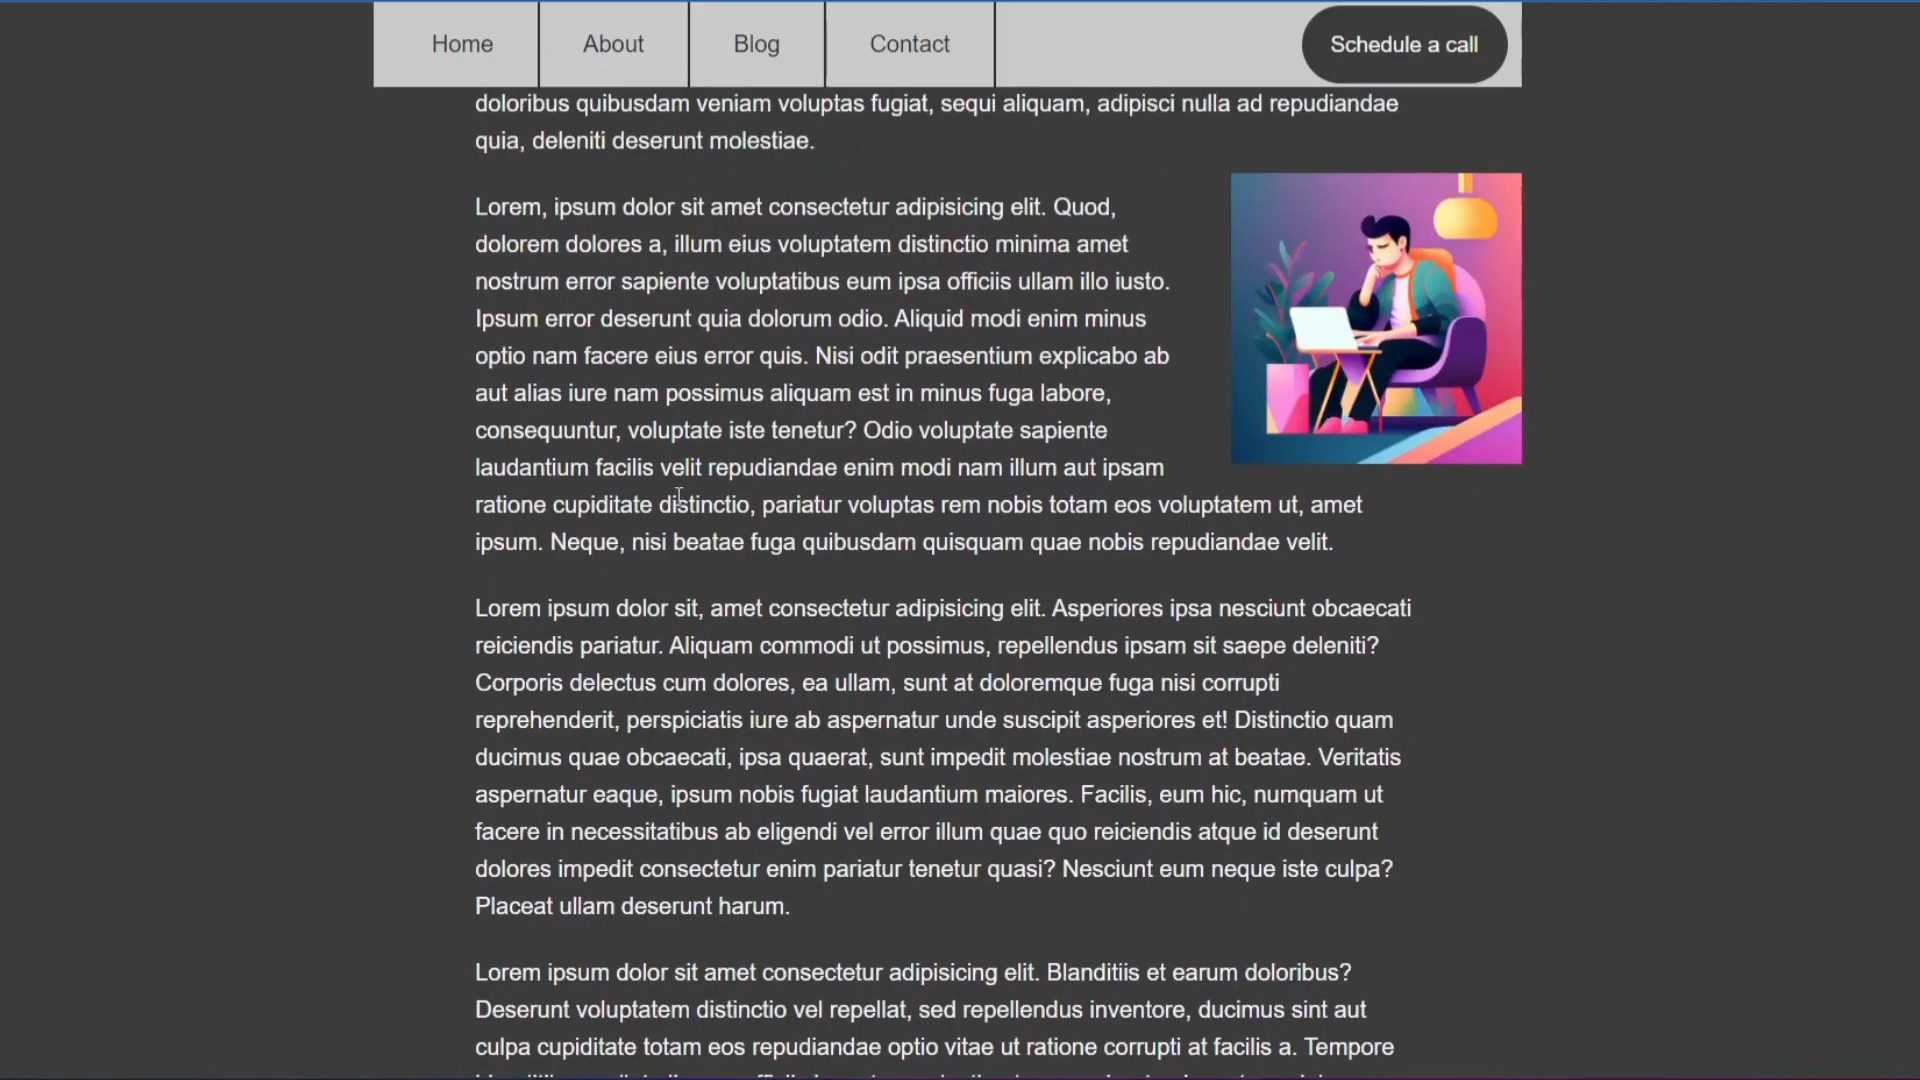 Home
About
Blog
Contact
Schedule a call
doloribus quibusdam veniam voluptas fugiat, sequi aliquam, adipisci nulla ad repudiandae
quia, deleniti deserunt molestiae.
Lorem, ipsum dolor sit amet consectetur adipisicing elit. Quod,
dolorem dolores a, illum eius voluptatem distinctio minima amet
nostrum error sapiente voluptatibus eum ipsa officiis ullam illo iusto.
Ipsum error deserunt quia dolorum odio. Aliquid modi enim minus
optio nam facere eius error quis. Nisi odit praesentium explicabo ab
aut alias iure nam possimus aliquam est in minus fuga labore,
consequuntur, voluptate iste tenetur? Odio voluptate sapiente
laudantium facilis velit repudiandae enim modi nam illum aut ipsam
ratione cupiditate distinctio, pariatur voluptas rem nobis totam eos voluptatem ut, amet
ipsum. Neque, nisi beatae fuga quibusdam quisquam quae nobis repudiandae velit.
Lorem ipsum dolor sit, amet consectetur adipisicing elit. Asperiores ipsa nesciunt obcaecati
reiciendis pariatur. Aliquam commodi ut possimus, repellendus ipsam sit saepe deleniti?
Corporis delectus cum dolores, ea ullam, sunt at doloremque fuga nisi corrupti
reprehenderit, perspiciatis iure ab aspernatur unde suscipit asperiores et! Distinctio quam
ducimus quae obcaecati, ipsa quaerat, sunt impedit molestiae nostrum at beatae. Veritatis
aspernatur eaque, ipsum nobis fugiat laudantium maiores. Facilis, eum hic, numquam ut
facere in necessitatibus ab eligendi vel error illum quae quo reiciendis atque id deserunt
dolores impedit consectetur enim pariatur tenetur quasi? Nesciunt eum neque iste culpa?
Placeat ullam deserunt harum.
Lorem ipsum dolor sit amet consectetur adipisicing elit. Blanditiis et earum doloribus?
Deserunt voluptatem distinctio vel repellat, sed repellendus inventore, ducimus sint aut
culpa cupiditate totam eos repudiandae optio vitae ut ratione corrupti at facilis a. Tempore